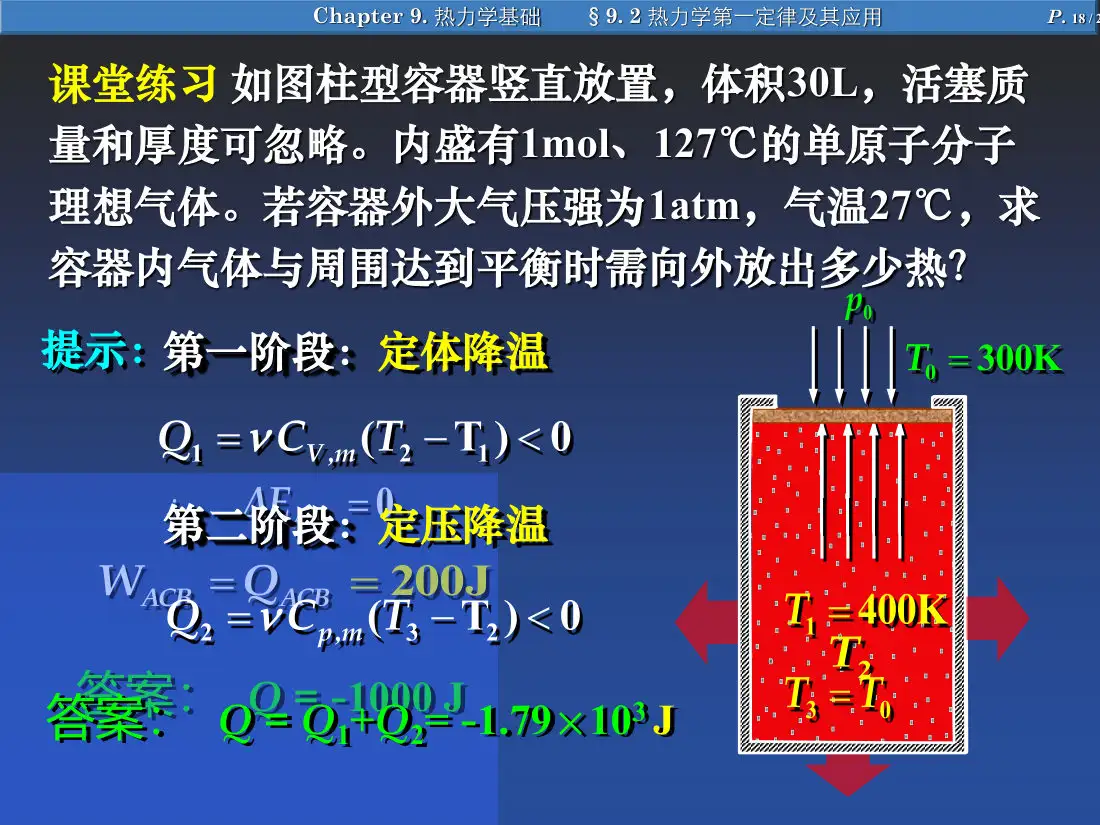 Chapter 9. 热力学基础 §9. 2 热力学第一定律及其应用 P. 18/2
课堂练习 如图柱型容器竖直放置，体积30L，活塞质
量和厚度可忽略。内盛有1mol、127℃的单原子分子
理想气体。若容器外大气压强为1atm，气温27℃，求
容器内气体与周围达到平衡时需向外放出多少热?
p0
T0 = 300K
提示：第一阶段：定体降温
Q1 = νCV,m(T2 − T1) < 0
= 0
第二阶段：定压降温
WACB = QACB = 200J
Q2 = νCp,m(T3 − T2) < 0
T1 = 400K
T2
T3 = T0
答案： Q = -1000 J
答案： Q = Q1+Q2= -1.79×10³ J